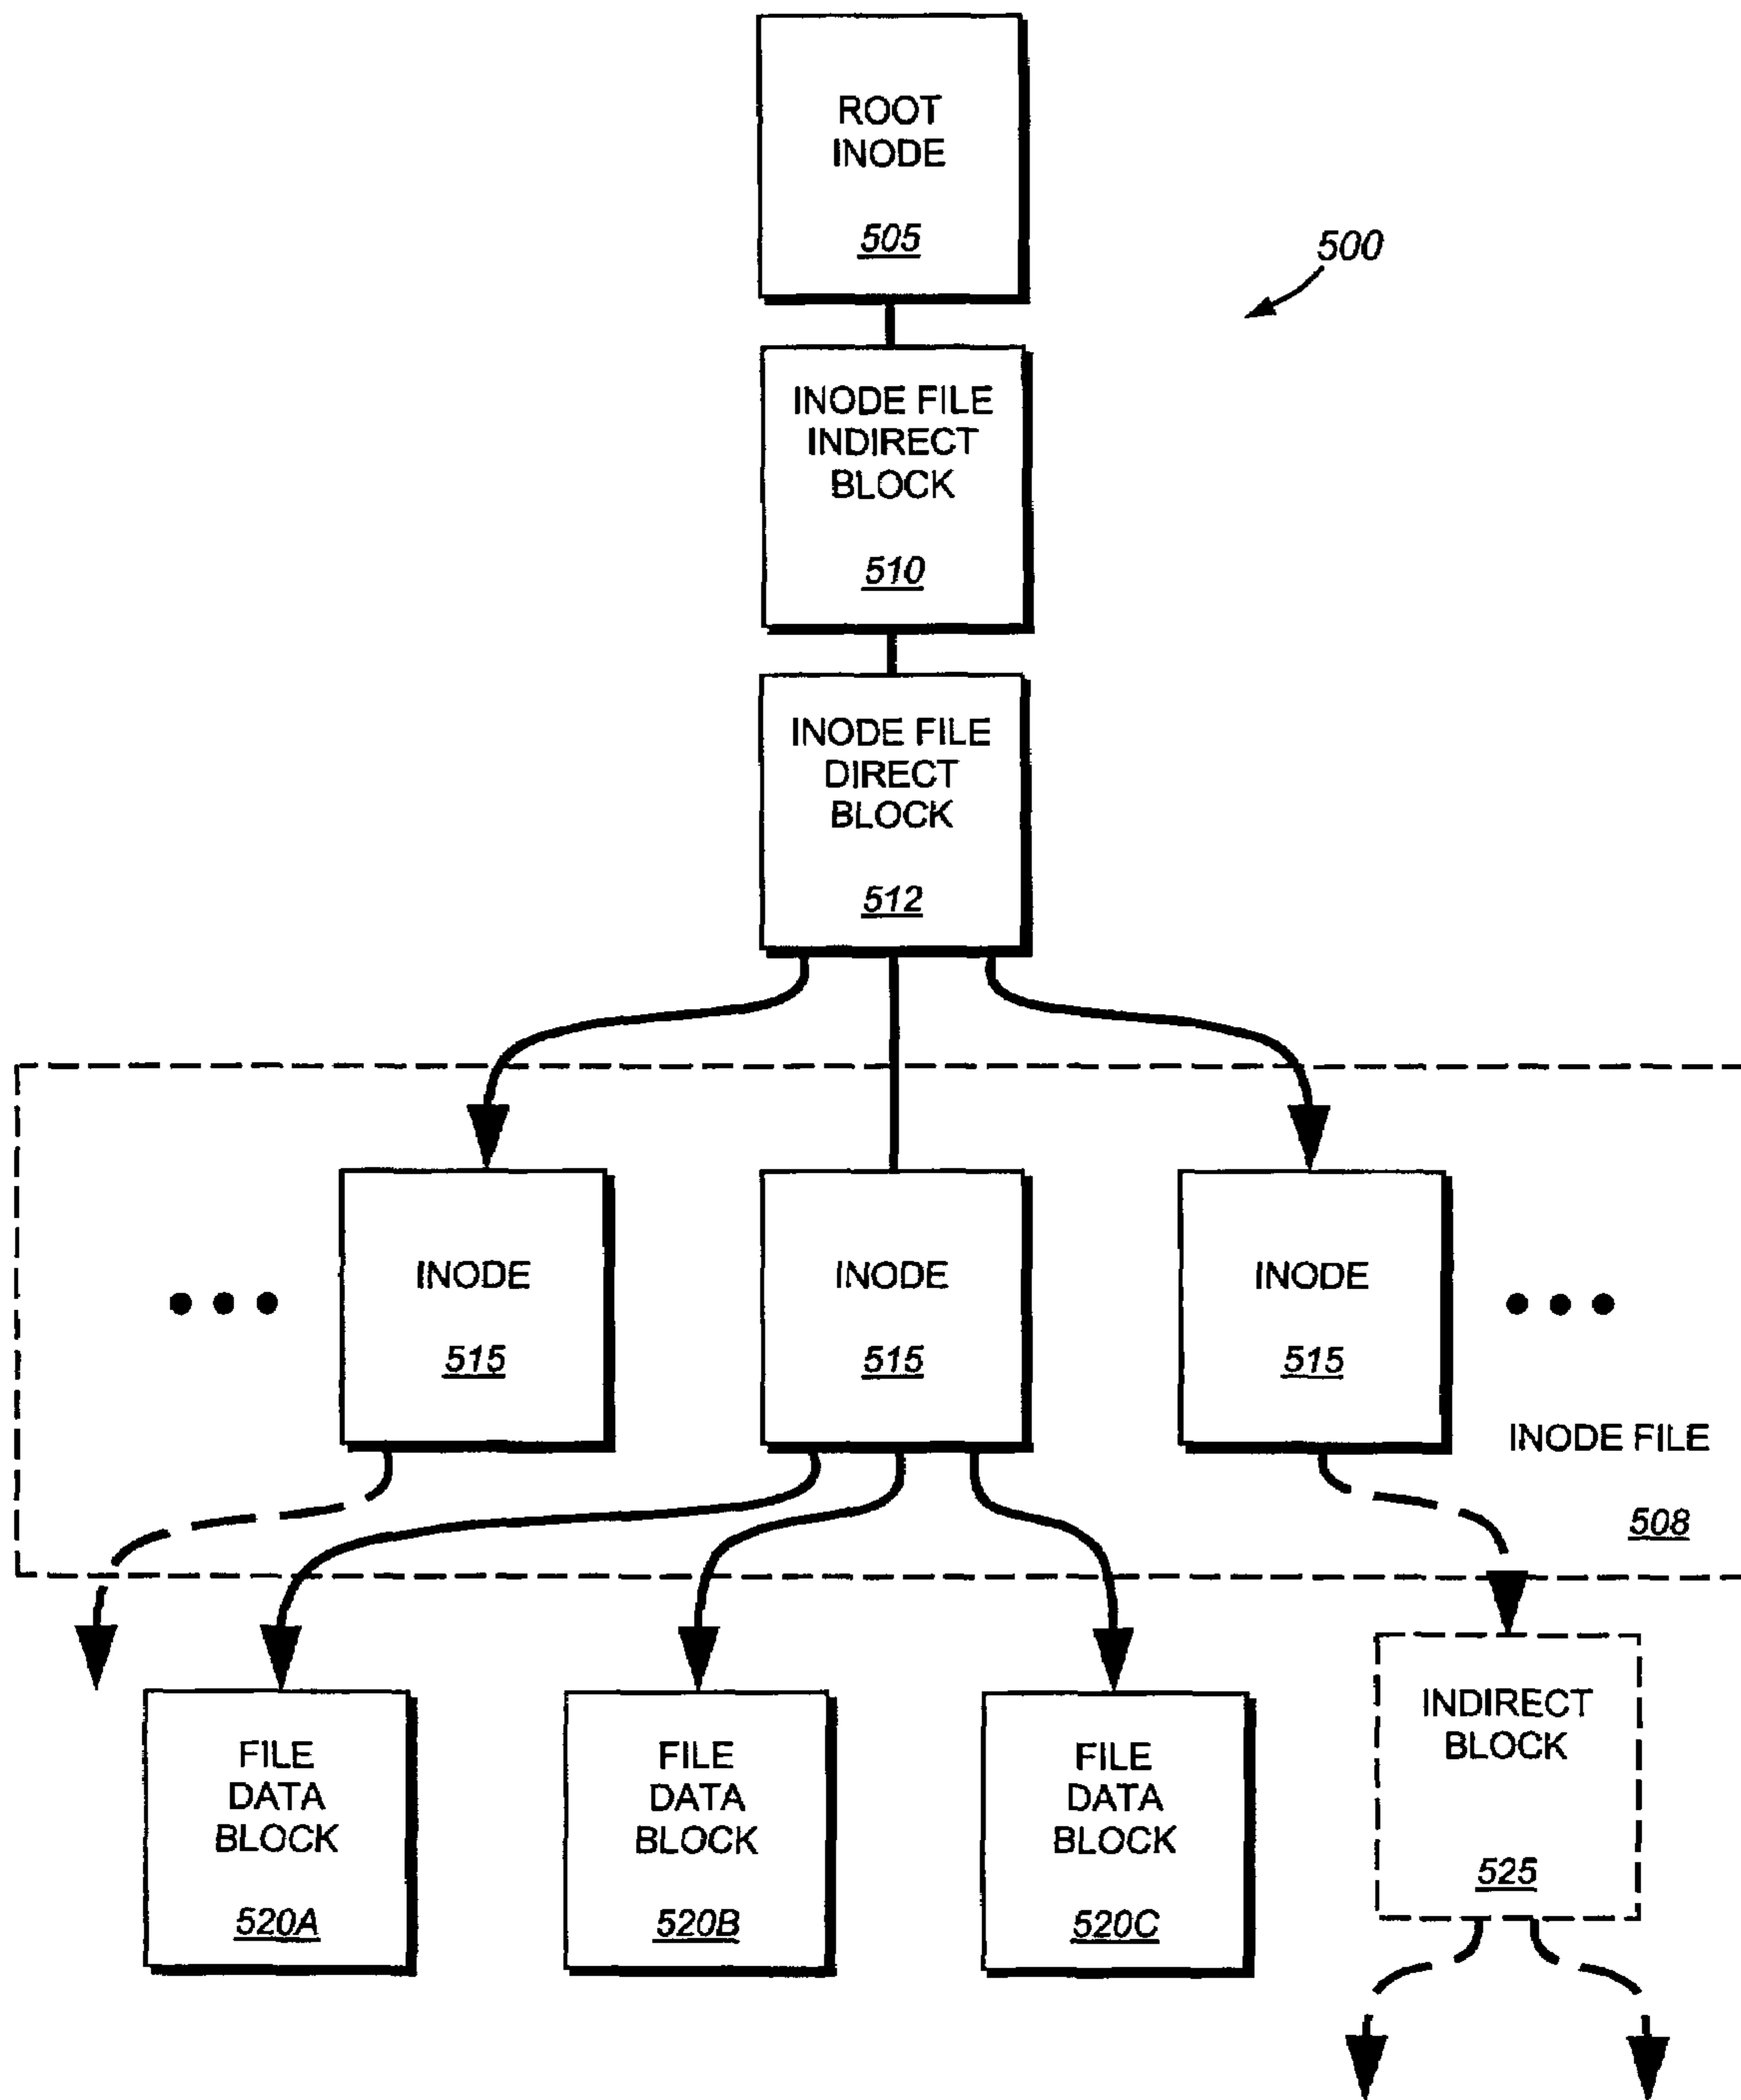 ROOT
INODE
505
500
INODE FILE
INDIRECT
BLOCK
510
INODE FILE
DIRECT
BLOCK
512
INODE
515
INODE
515
INODE
515
INODE FILE
508
FILE
DATA
BLOCK
520A
FILE
DATA
BLOCK
520B
FILE
DATA
BLOCK
520C
INDIRECT
BLOCK
525